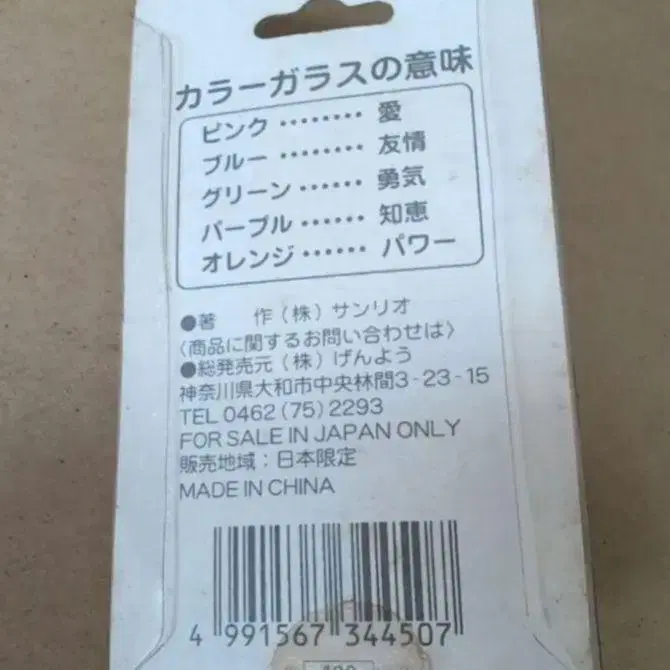 カラーガラスの意味
ピンク ・・・・・・・・ 愛
ブルー ・・・・・・・・ 友情
グリーン ・・・・・・ 勇気
パープル ・・・・・・ 知恵
オレンジ ・・・・・・ パワー
●著　作（株）サンリオ
〈商品に関するお問い合わせは〉
●総発売元（株）げんよう
神奈川県大和市中央林間3-23-15
TEL 0462(75)2293
FOR SALE IN JAPAN ONLY
販売地域：日本限定
MADE IN CHINA
4 991567 344507